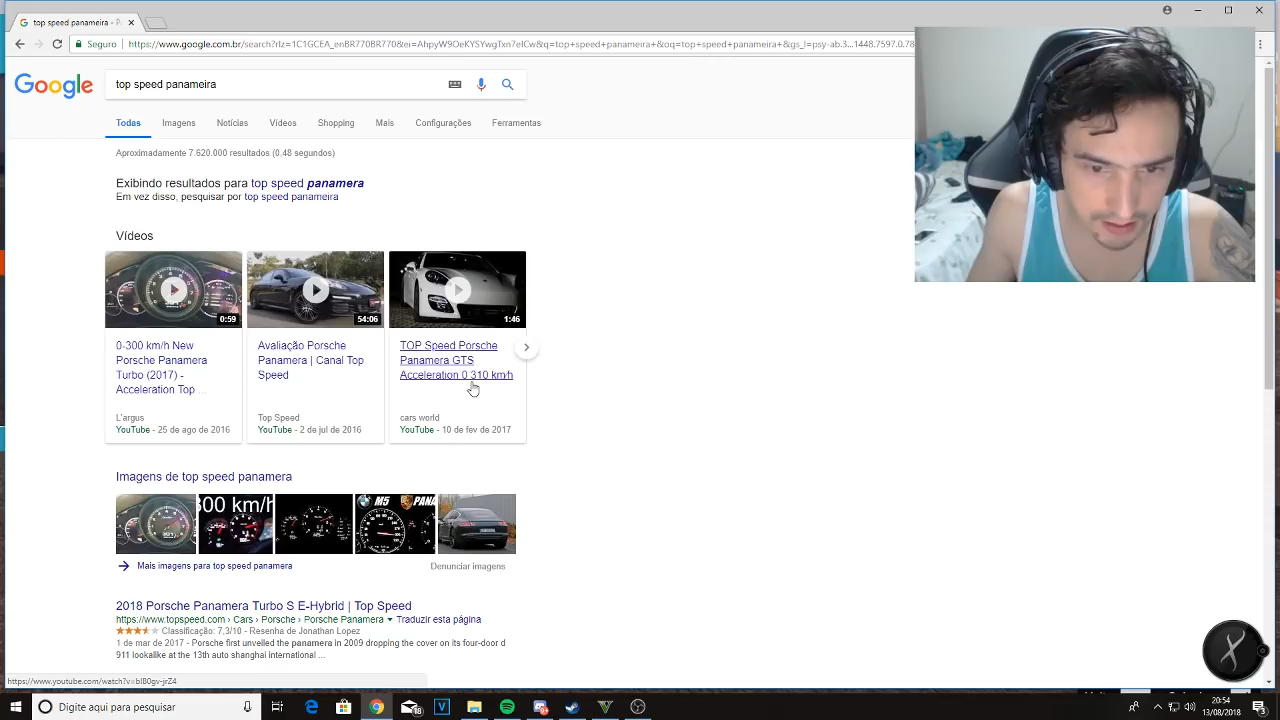 top speed panameira - P
Seguro
https://www.google.com.br/search?rlz=1C1GCEA_enBR770BR770&ei=AhpyW9OeKYSYwgTxn7eICw&q=top+speed+panameira+&oq=top+speed+panameira+&gs_l=psy-ab.3...1448.7597.0.78
Google
top speed panameira
Todas Imagens Notícias Vídeos Shopping Mais Configurações Ferramentas
Aproximadamente 7.620.000 resultados (0,48 segundos)
Exibindo resultados para top speed panamera
Em vez disso, pesquisar por top speed panameira
Vídeos
0:59
54:06
1:46
0-300 km/h New
Porsche Panamera
Turbo (2017) -
Acceleration Top ...
L'argus
YouTube - 25 de ago de 2016
Avaliação Porsche
Panamera | Canal Top
Speed
Top Speed
YouTube - 2 de jul de 2016
TOP Speed Porsche
Panamera GTS
Acceleration 0 310 km/h
cars world
YouTube - 10 de fev de 2017
Imagens de top speed panamera
300 km/h
M5
PANA
Mais imagens para top speed panamera
Denunciar imagens
2018 Porsche Panamera Turbo S E-Hybrid | Top Speed
https://www.topspeed.com › Cars › Porsche › Porsche Panamera Traduzir esta página
Classificação: 7,3/10 - Resenha de Jonathan Lopez
1 de mar de 2017 - Porsche first unveiled the panamera in 2009 dropping the cover on its four-door d
911 lookalike at the 13th auto shanghai international ...
https://www.youtube.com/watch?v=bIB0gv-jrZ4
Digite aqui para pesquisar
20:54
13/08/2018